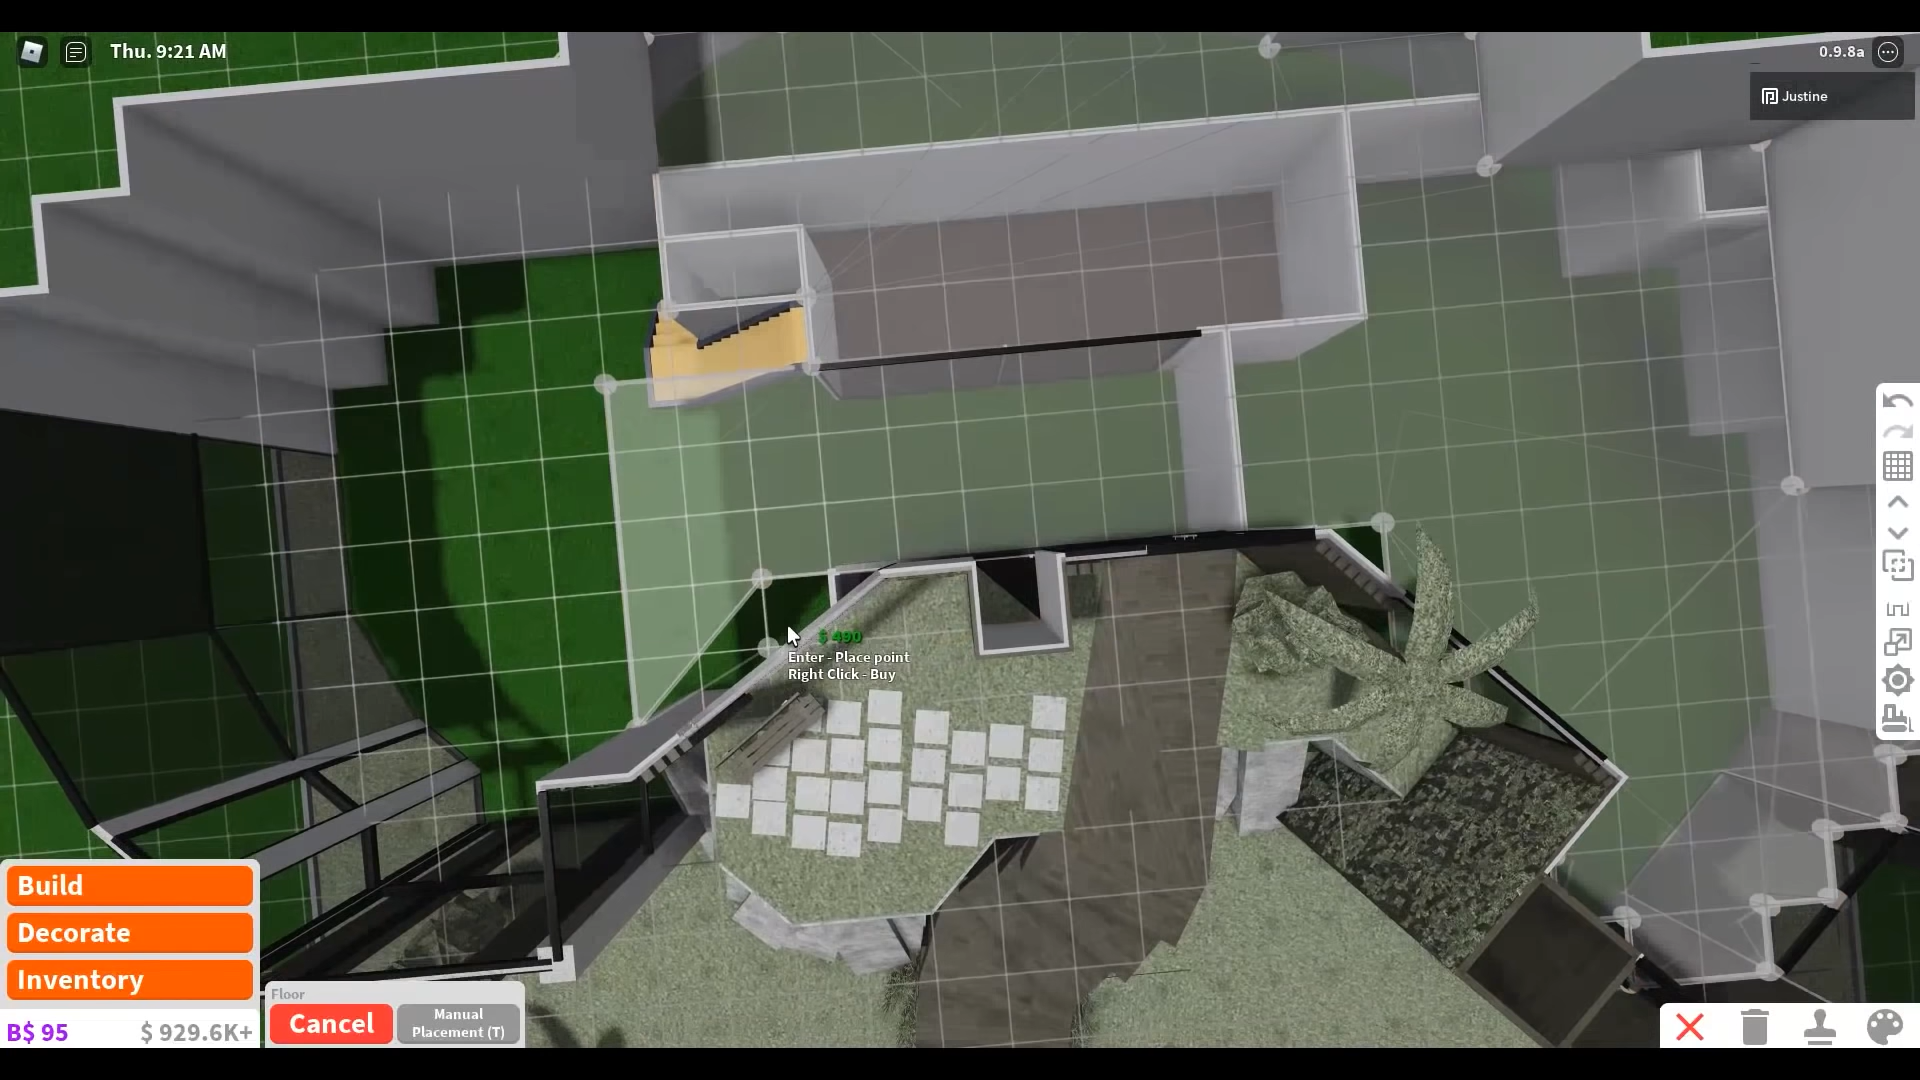 Thu. 9:21 AM
0.9.8a
Justine
$ 490
Enter - Place point
Right Click - Buy
Build
Decorate
Inventory
B$ 95
$ 929.6K+
Floor
Cancel
Manual
Placement (T)